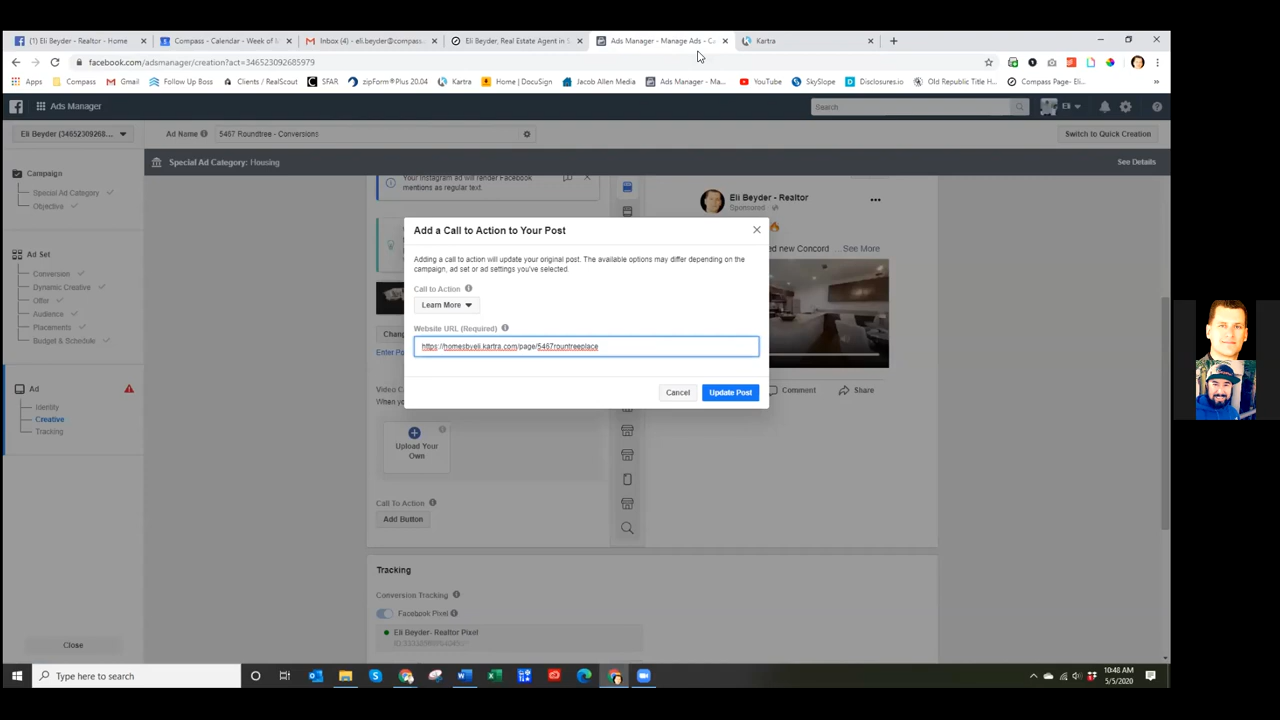 (1) Eli Beyder - Realtor - Home
Compass - Calendar - Week of M
Inbox (4) - eli.beyder@compass.
Eli Beyder, Real Estate Agent in S
Ads Manager - Manage Ads - C
Kartra
facebook.com/adsmanager/creation?act=346523092685979
Apps
Compass
Gmail
Follow Up Boss
Clients / RealScout
SFAR
zipForm®Plus 20.04
Kartra
Home | DocuSign
Jacob Allen Media
Ads Manager - Ma...
YouTube
SkySlope
Disclosures.io
Old Republic Title H...
Compass Page- Eli...
Ads Manager
Search
Eli
Eli Beyder (34652309268...
Ad Name
5467 Roundtree - Conversions
Switch to Quick Creation
Special Ad Category: Housing
See Details
Campaign
Special Ad Category
Objective
Ad Set
Conversion
Dynamic Creative
Offer
Audience
Placements
Budget & Schedule
Ad
Identity
Creative
Tracking
Close
Your Instagram ad will render Facebook
mentions as regular text.
Add a Call to Action to Your Post
Adding a call to action will update your original post. The available options may differ depending on the
campaign, ad set or ad settings you've selected.
Call to Action
Learn More
Website URL (Required)
https://homesbyeli.kartra.com/page/5467rountreeplace
Cancel
Update Post
Eli Beyder - Realtor
Sponsored
ed new Concord ... See More
Comment
Share
Upload Your
Own
Call To Action
Add Button
Tracking
Conversion Tracking
Facebook Pixel
Eli Beyder- Realtor Pixel
Type here to search
10:48 AM
5/5/2020